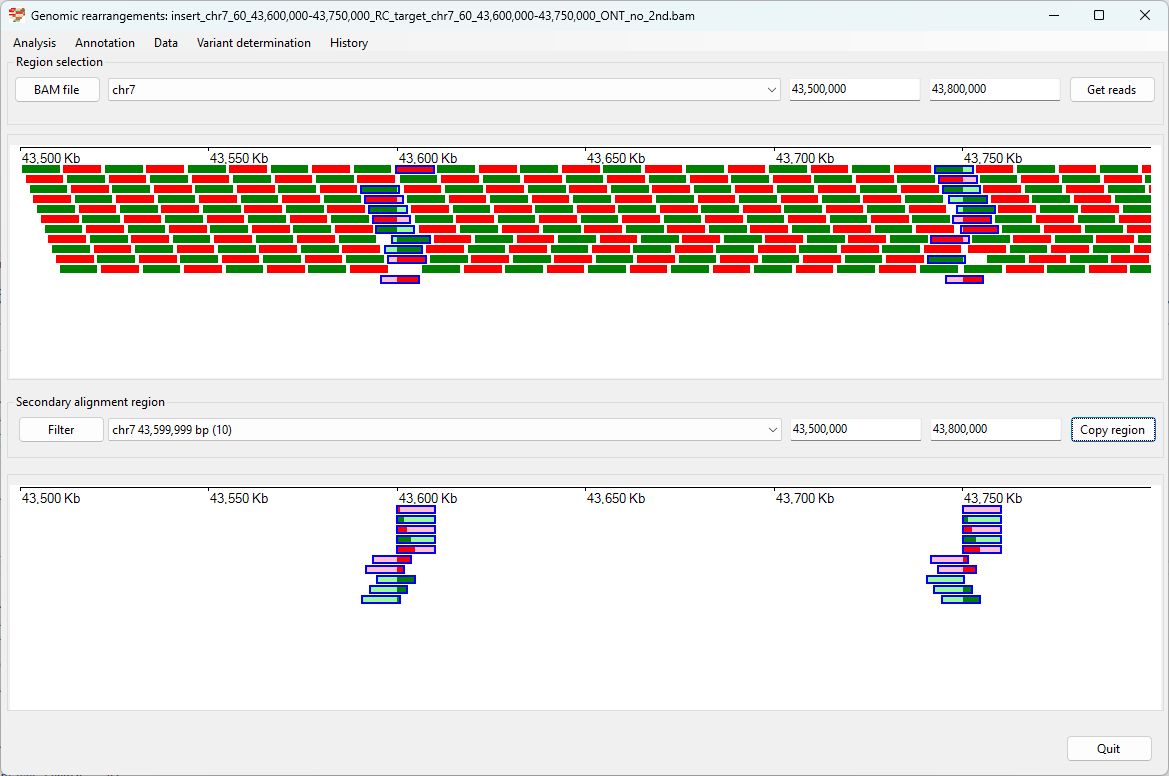 Genomic rearrangements: insert_chr7_60_43,600,000-43,750,000_RC_target_chr7_60_43,600,000-43,750,000_ONT_no_2nd.bam
Analysis Annotation Data Variant determination History
Region selection
BAM file chr7 43,500,000 43,800,000 Get reads
43,500 Kb 43,550 Kb 43,600 Kb 43,650 Kb 43,700 Kb 43,750 Kb
Secondary alignment region
Filter chr7 43,599,999 bp (10) 43,500,000 43,800,000 Copy region
43,500 Kb 43,550 Kb 43,600 Kb 43,650 Kb 43,700 Kb 43,750 Kb
Quit